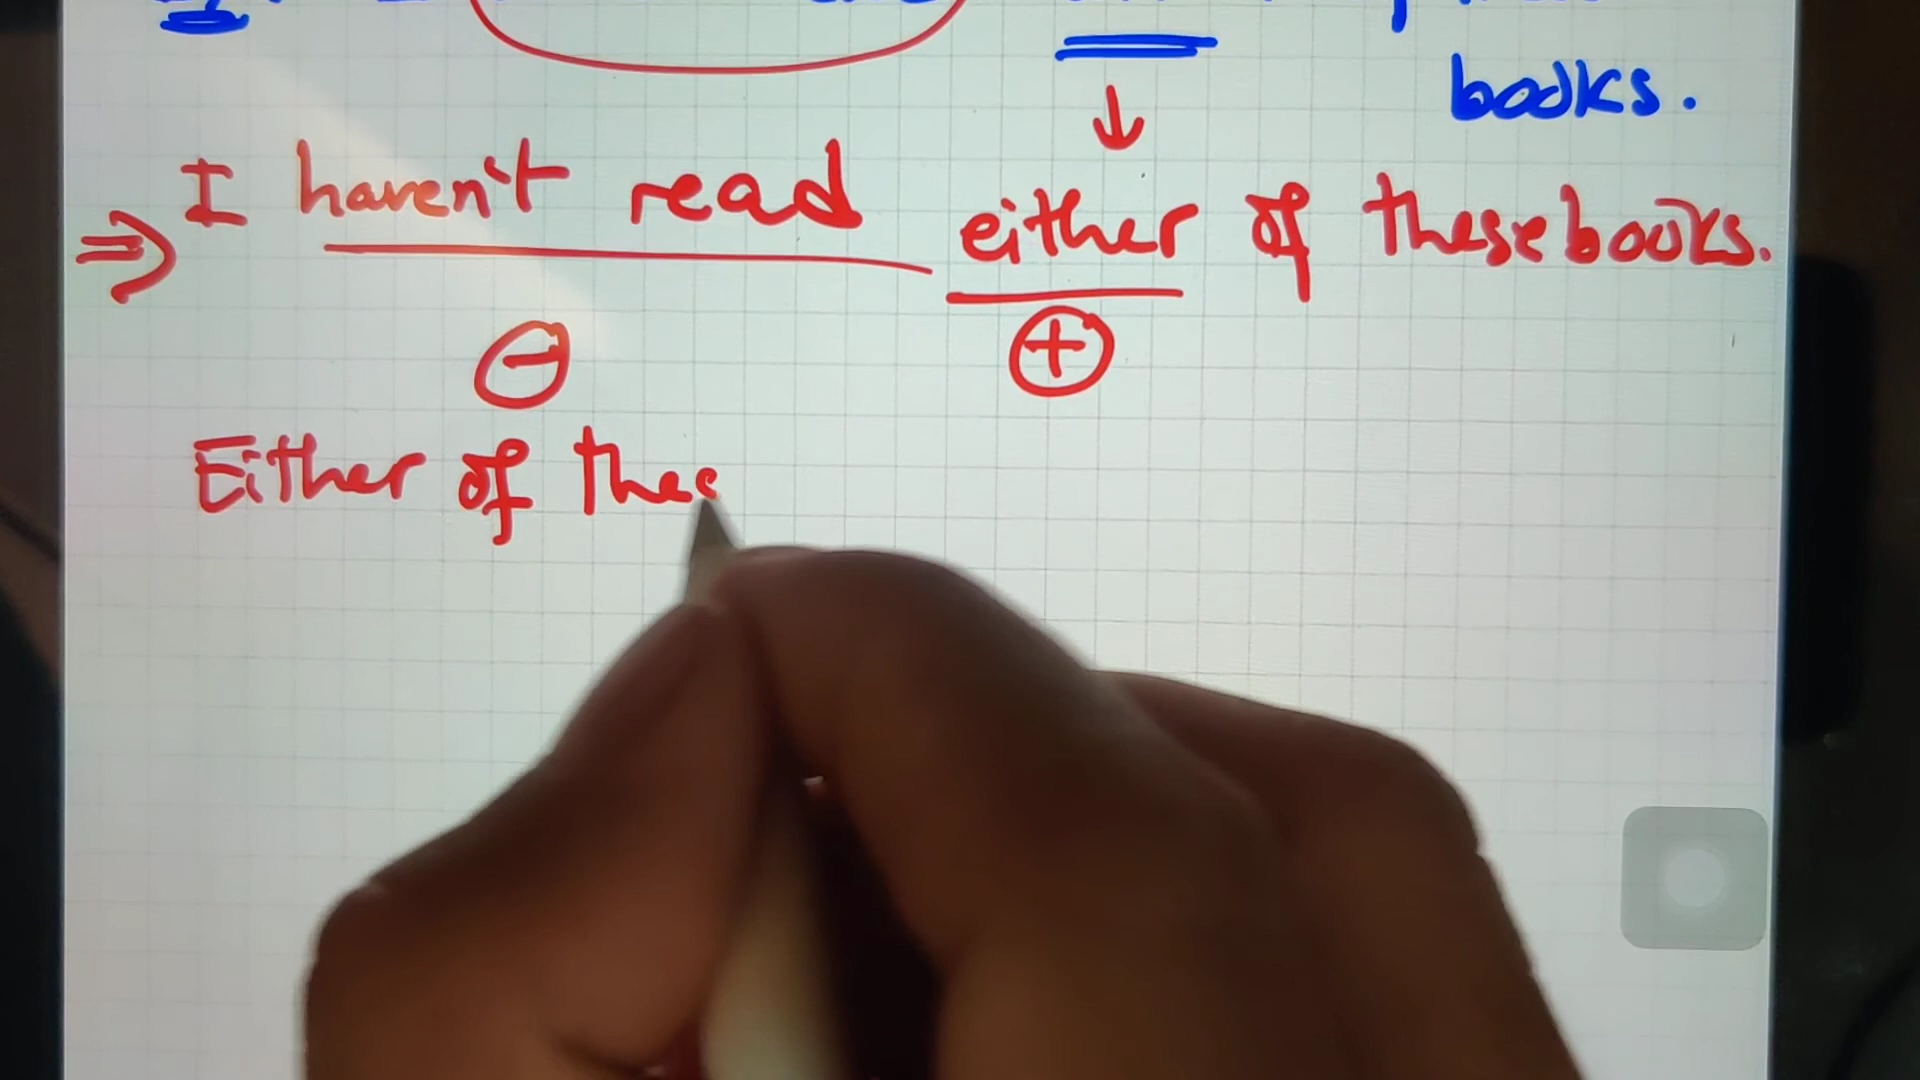 books.
⇒ I haven't read either of these books.
⊖ ⊕
Either of thes